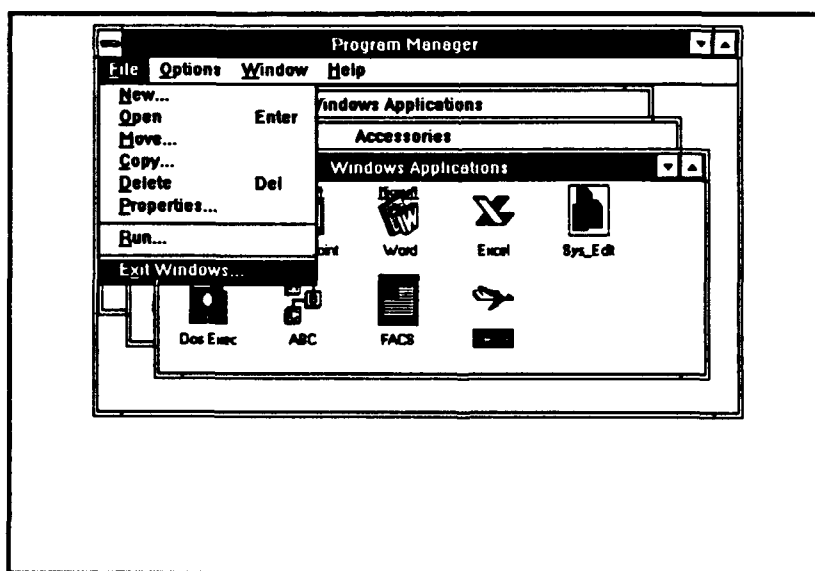 Program Manager
File Options Window Help
New...
Open Enter
Move...
Copy...
Delete Del
Properties...
Run...
Exit Windows...
Windows Applications
Accessories
Windows Applications
Word Excel Sys_Edit
Dos Exec ABC FACS